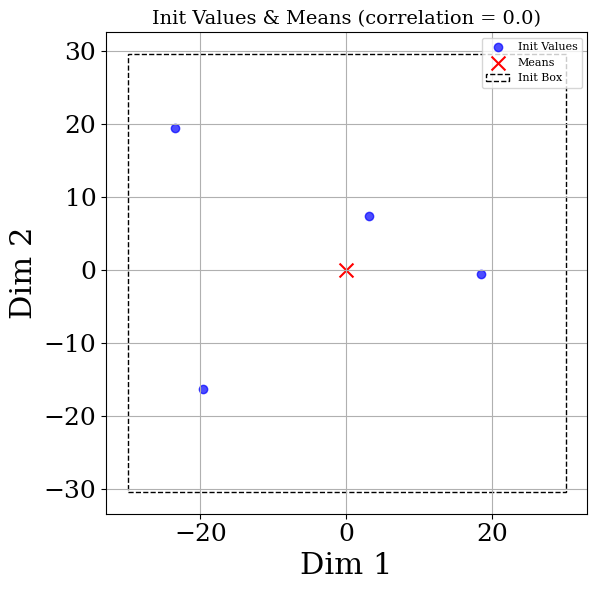 Init Values & Means (correlation = 0.0)
Init Values
Means
Init Box
30
20
10
0
−10
−20
−30
Dim 2
−20
0
20
Dim 1